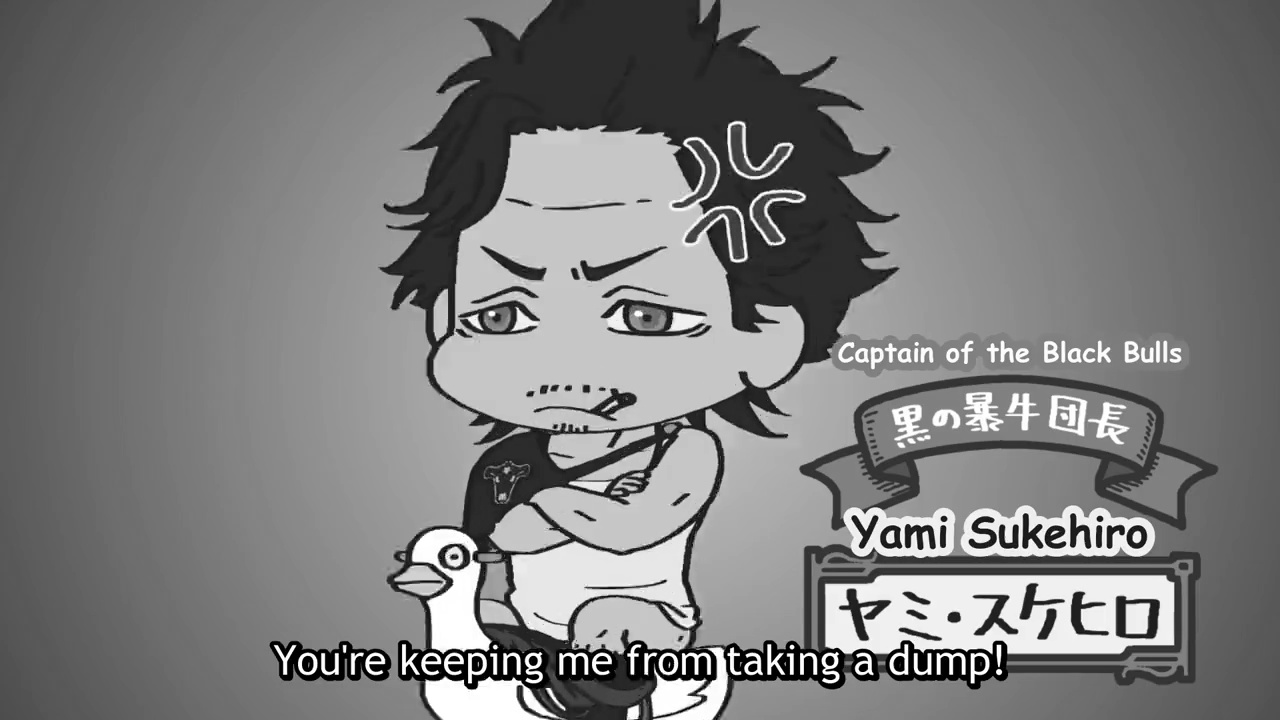 Captain of the Black Bulls
黒の暴牛団長
Yami Sukehiro
ヤミ・スケヒロ
You're keeping me from taking a dump!